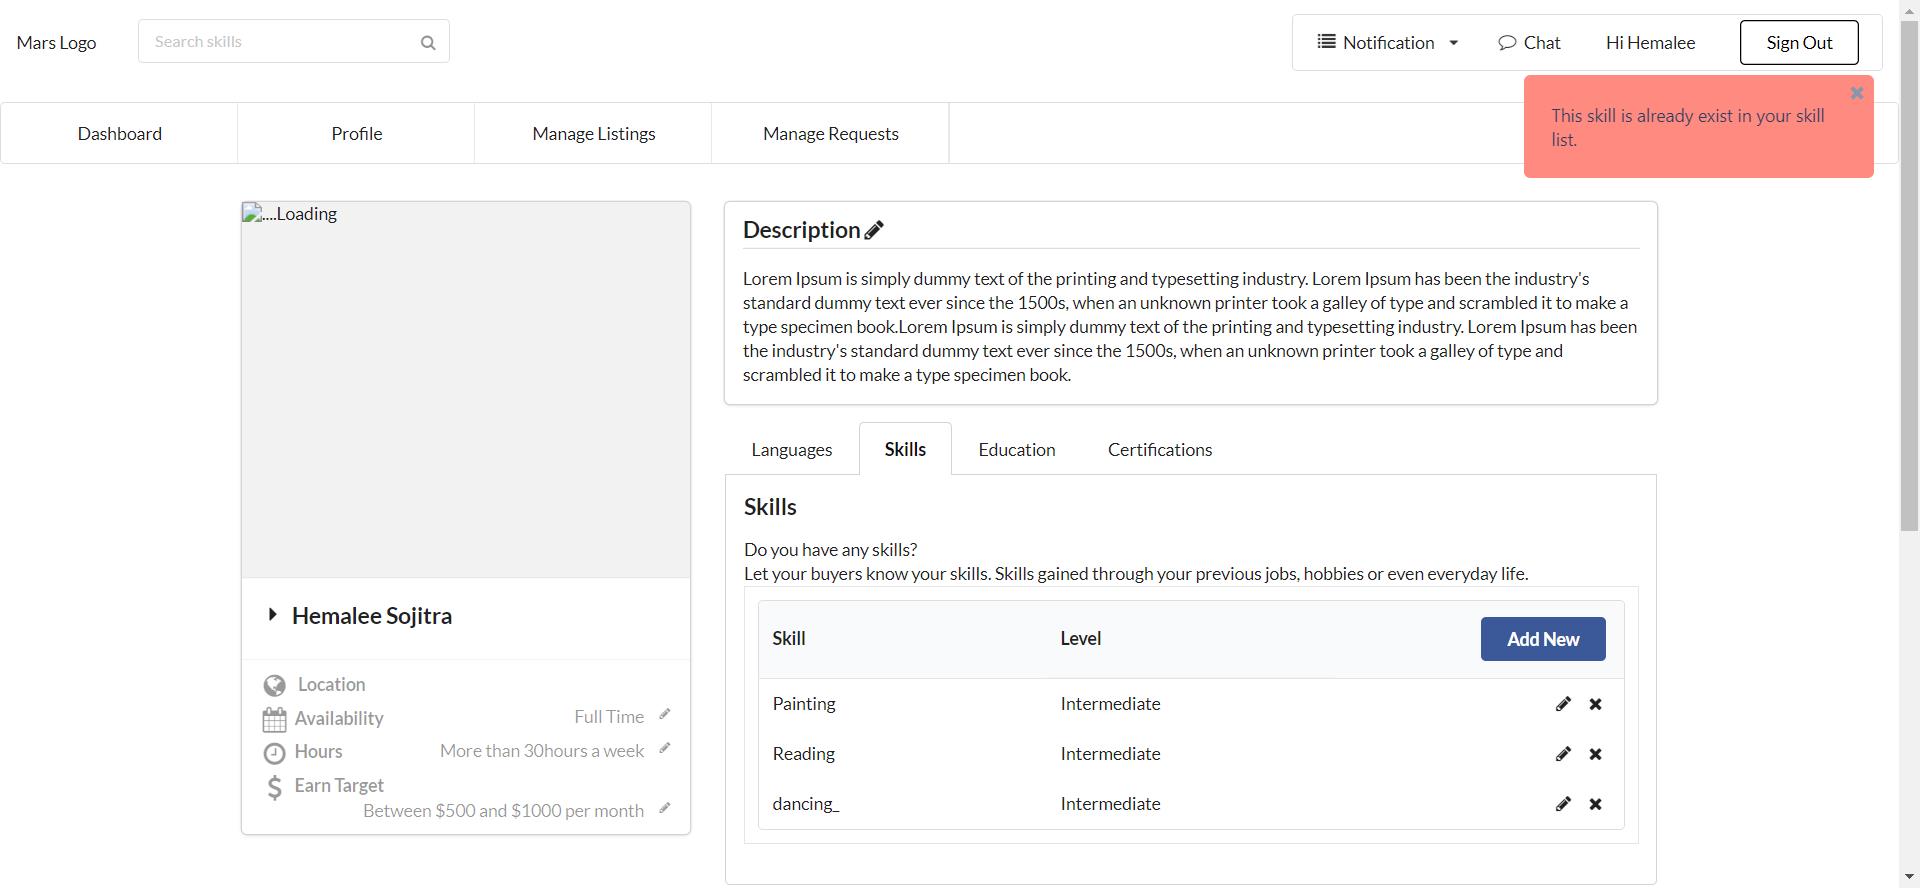 Mars Logo
Search skills
Notification
Chat
Hi Hemalee
Sign Out
This skill is already exist in your skill
list.
Dashboard
Profile
Manage Listings
Manage Requests
....Loading
Hemalee Sojitra
Location
Availability
Full Time
Hours
More than 30hours a week
Earn Target
Between $500 and $1000 per month
Description
Lorem Ipsum is simply dummy text of the printing and typesetting industry. Lorem Ipsum has been the industry's
standard dummy text ever since the 1500s, when an unknown printer took a galley of type and scrambled it to make a
type specimen book.Lorem Ipsum is simply dummy text of the printing and typesetting industry. Lorem Ipsum has been
the industry's standard dummy text ever since the 1500s, when an unknown printer took a galley of type and
scrambled it to make a type specimen book.
Languages
Skills
Education
Certifications
Skills
Do you have any skills?
Let your buyers know your skills. Skills gained through your previous jobs, hobbies or even everyday life.
Skill
Level
Add New
Painting
Intermediate
Reading
Intermediate
dancing_
Intermediate